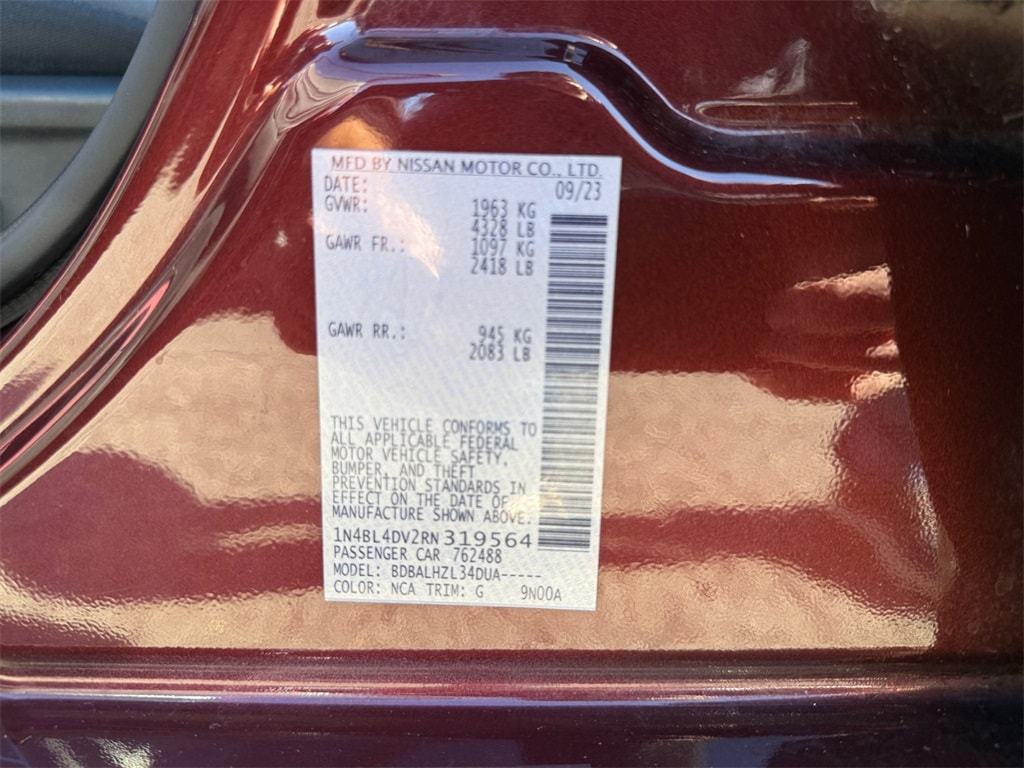 MFD BY NISSAN MOTOR CO., LTD.
DATE: 09/23
GVWR: 1963 KG
4328 LB
GAWR FR.: 1097 KG
2418 LB
GAWR RR.: 945 KG
2083 LB
THIS VEHICLE CONFORMS TO
ALL APPLICABLE FEDERAL
MOTOR VEHICLE SAFETY,
BUMPER, AND THEFT
PREVENTION STANDARDS IN
EFFECT ON THE DATE OF
MANUFACTURE SHOWN ABOVE.
1N4BL4DV2RN319564
PASSENGER CAR 762488
MODEL: BDBALHZL34DUA-----
COLOR: NCA TRIM: G 9N00A